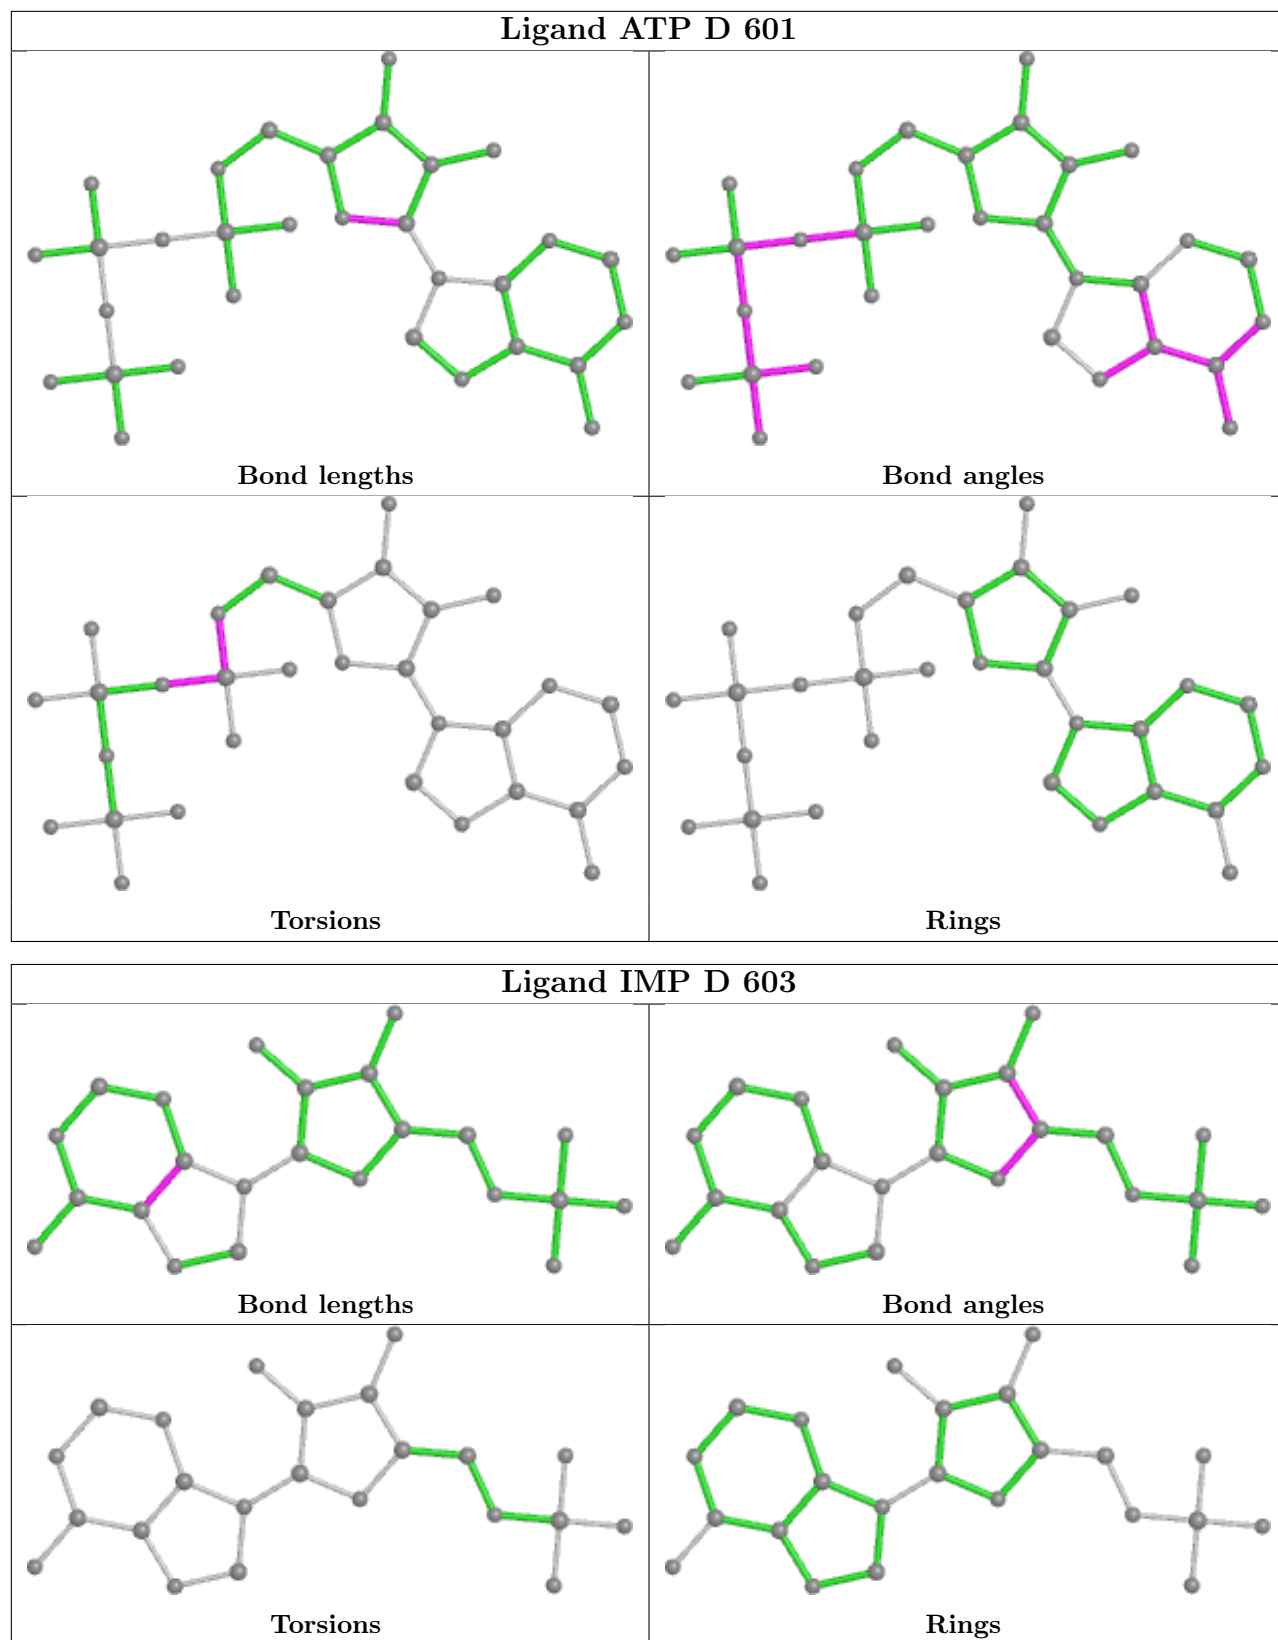 Ligand ATP D 601
Bond lengths
Bond angles
Torsions
Rings
Ligand IMP D 603
Bond lengths
Bond angles
Torsions
Rings